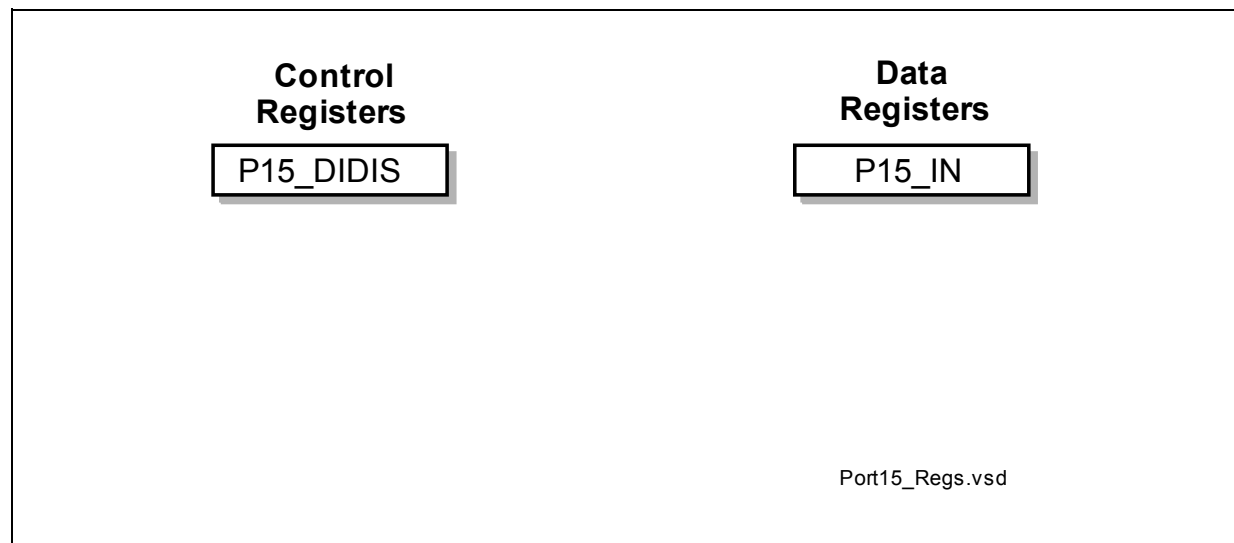 Control
Registers
P15_DIDIS
Data
Registers
P15_IN
Port15_Regs.vsd